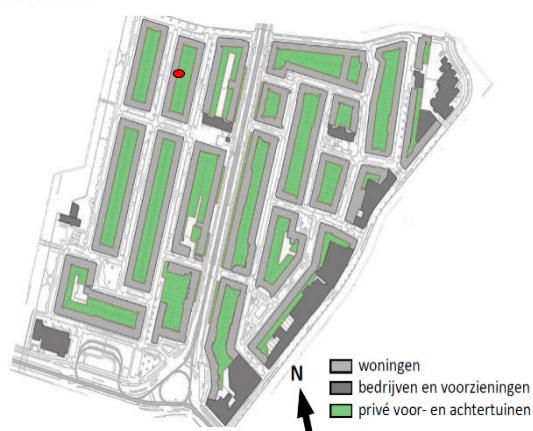 N
woningen
bedrijven en voorzieningen
privé voor- en achtertuinen